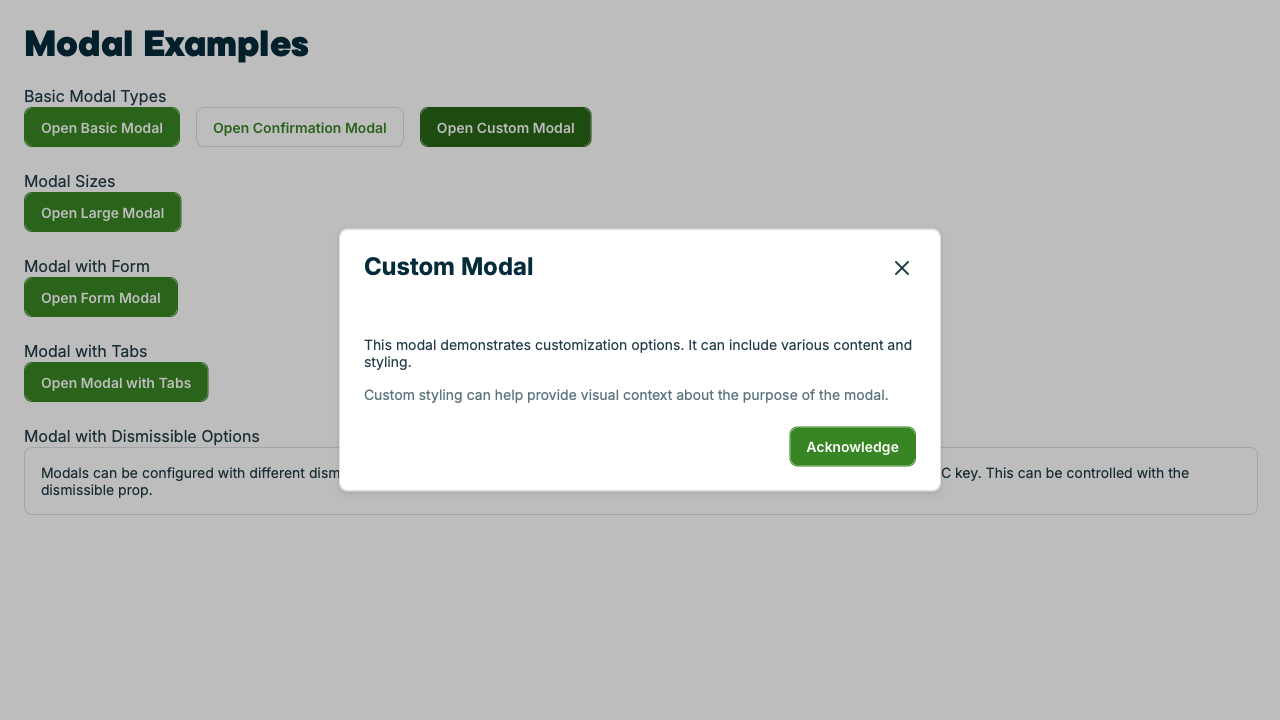 Modal Examples
Basic Modal Types
Open Basic Modal
Open Confirmation Modal
Open Custom Modal
Modal Sizes
Open Large Modal
Modal with Form
Open Form Modal
Modal with Tabs
Open Modal with Tabs
Modal with Dismissible Options
Modals can be configured with different C key. This can be controlled with the
dismissible prop.
Custom Modal
This modal demonstrates customization options. It can include various content and
styling.
Custom styling can help provide visual context about the purpose of the modal.
Acknowledge